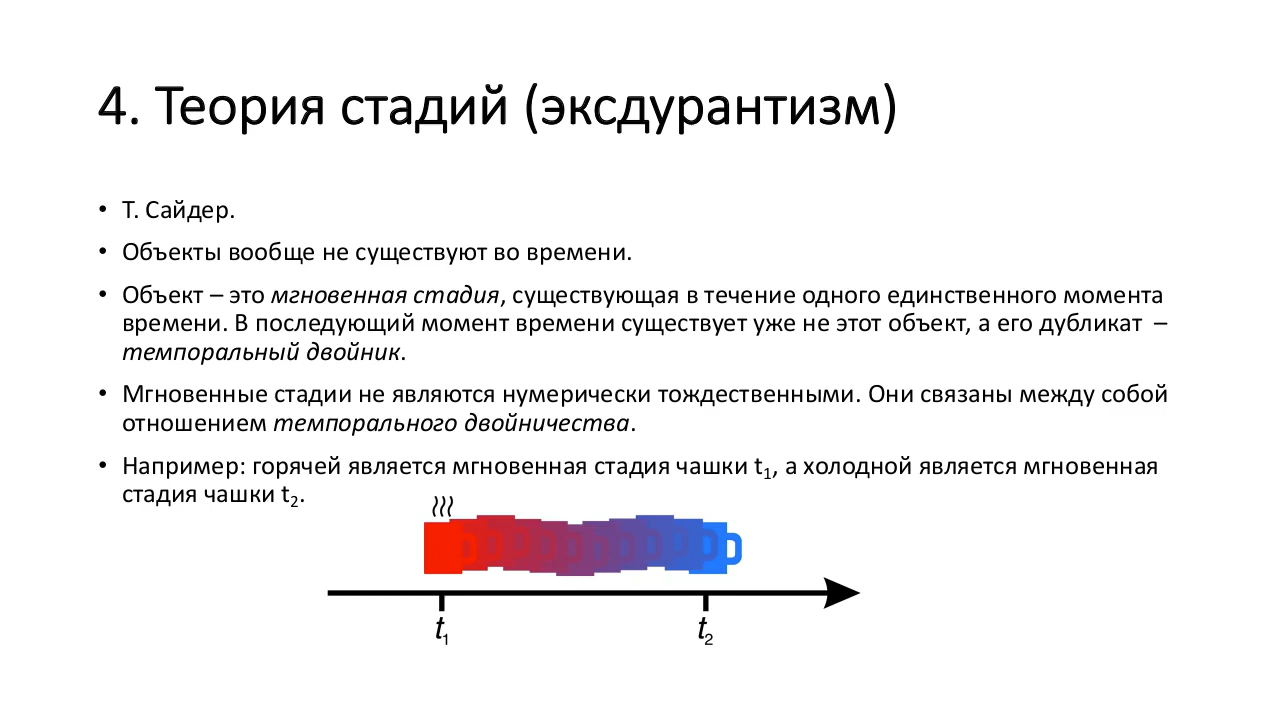 4. Теория стадий (эксдурантизм)
• Т. Сайдер.
• Объекты вообще не существуют во времени.
• Объект – это мгновенная стадия, существующая в течение одного единственного момента
времени. В последующий момент времени существует уже не этот объект, а его дубликат –
темпоральный двойник.
• Мгновенные стадии не являются нумерически тождественными. Они связаны между собой
отношением темпорального двойничества.
• Например: горячей является мгновенная стадия чашки t1, а холодной является мгновенная
стадия чашки t2.
t1 t2